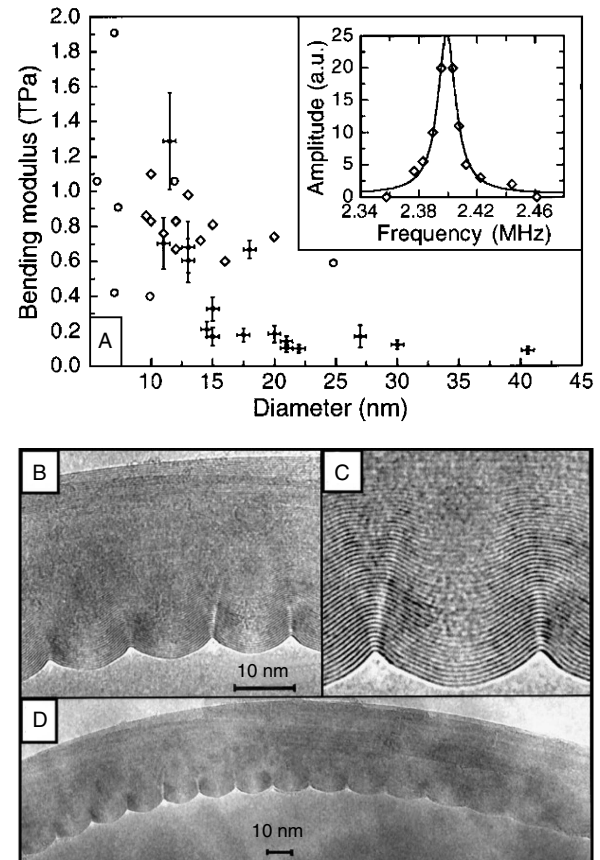 2.0
1.8
1.6
1.4
1.2
1.0
0.8
0.6
0.4
0.2
0.0
Bending modulus (TPa)
10 15 20 25 30 35 40 45
Diameter (nm)
A
25
20
15
10
5
0
Amplitude (a.u.)
2.34 2.38 2.42 2.46
Frequency (MHz)
B
10 nm
C
D
10 nm